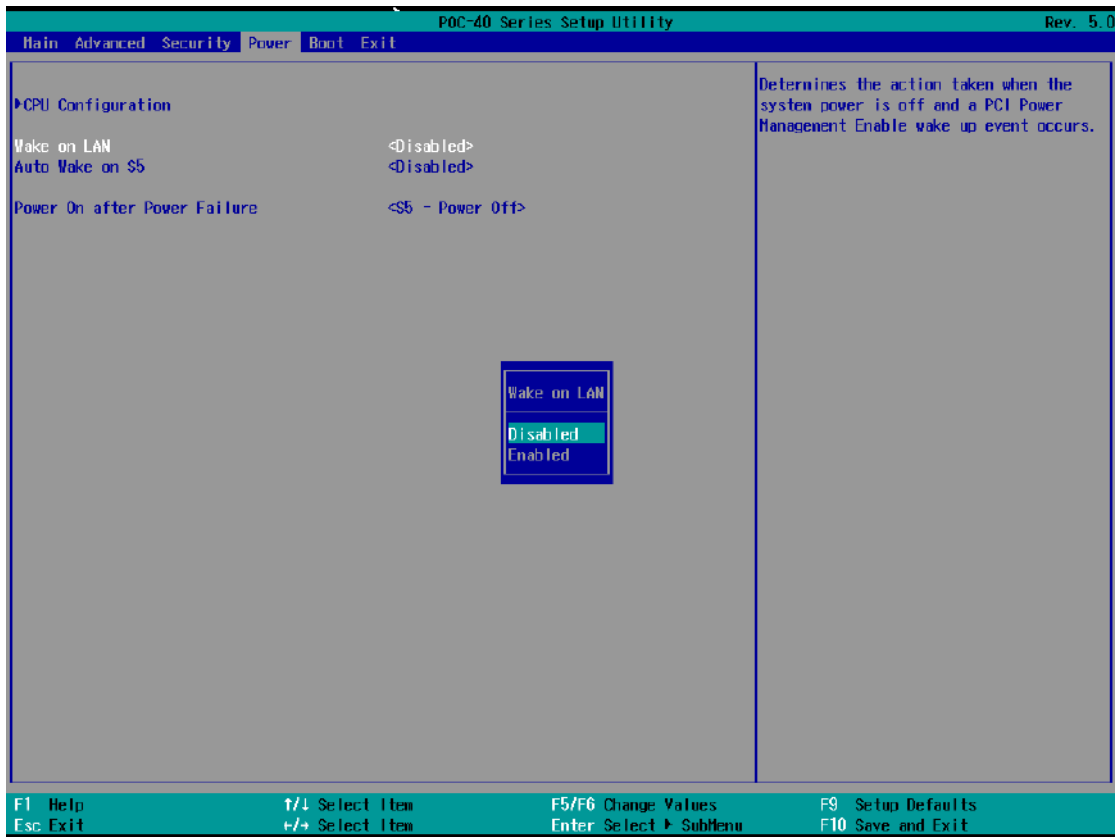 POC-40 Series Setup Utility Rev. 5.0
Main Advanced Security Power Boot Exit
▶CPU Configuration
Wake on LAN <Disabled>
Auto Wake on S5 <Disabled>
Power On after Power Failure <S5 - Power Off>
Determines the action taken when the
system power is off and a PCI Power
Management Enable wake up event occurs.
Wake on LAN
Disabled
Enabled
F1 Help ↑/↓ Select Item F5/F6 Change Values F9 Setup Defaults
Esc Exit ←/→ Select Item Enter Select ▶ SubMenu F10 Save and Exit